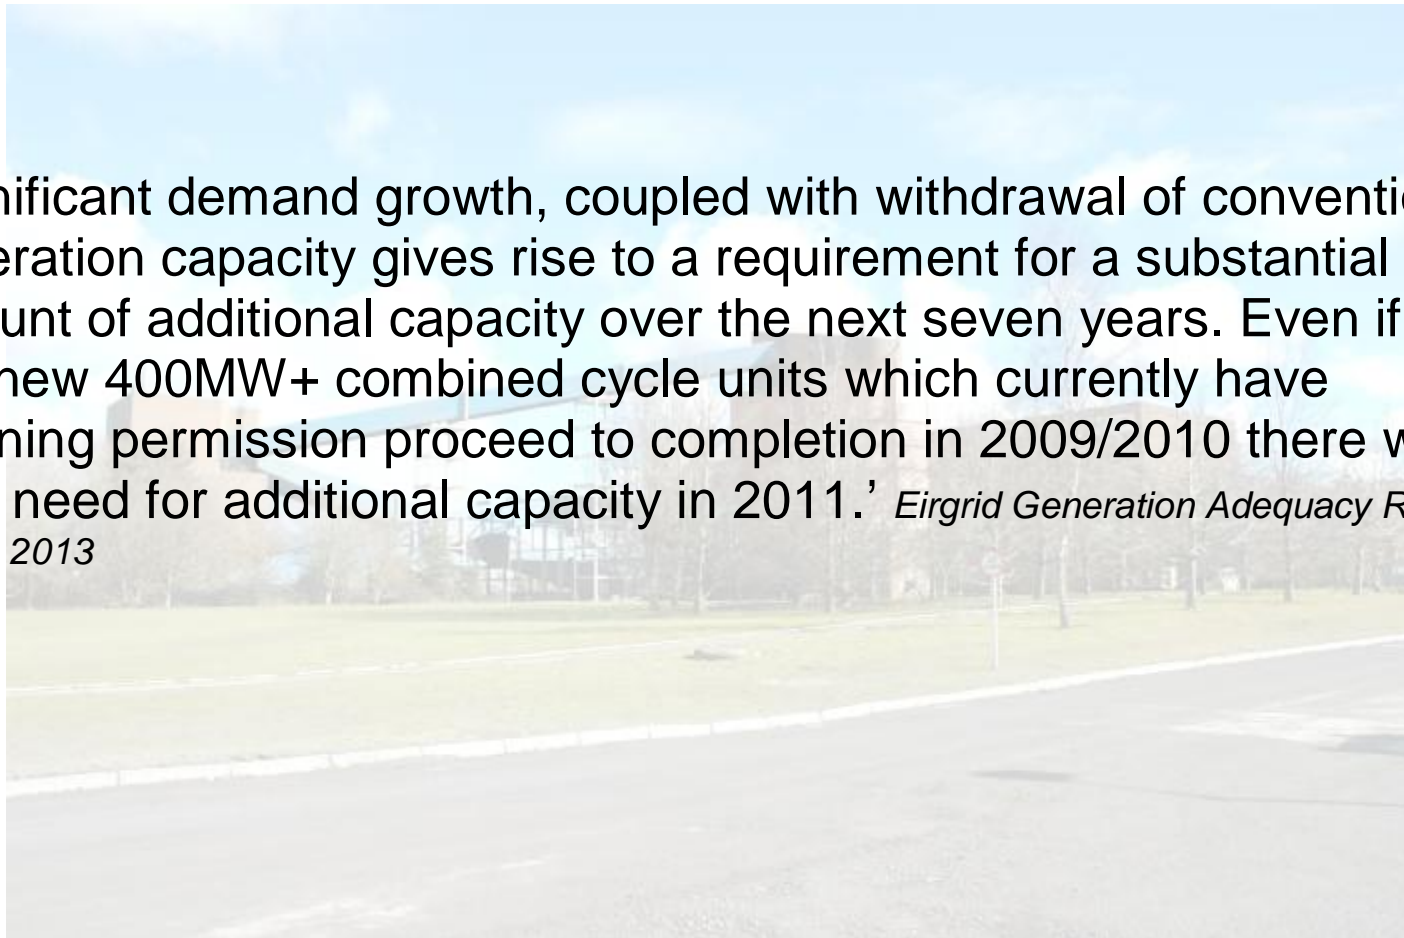 nificant demand growth, coupled with withdrawal of conventi
eration capacity gives rise to a requirement for a substantial
unt of additional capacity over the next seven years. Even if
new 400MW+ combined cycle units which currently have
ning permission proceed to completion in 2009/2010 there w
need for additional capacity in 2011.’ Eirgrid Generation Adequacy R
2013